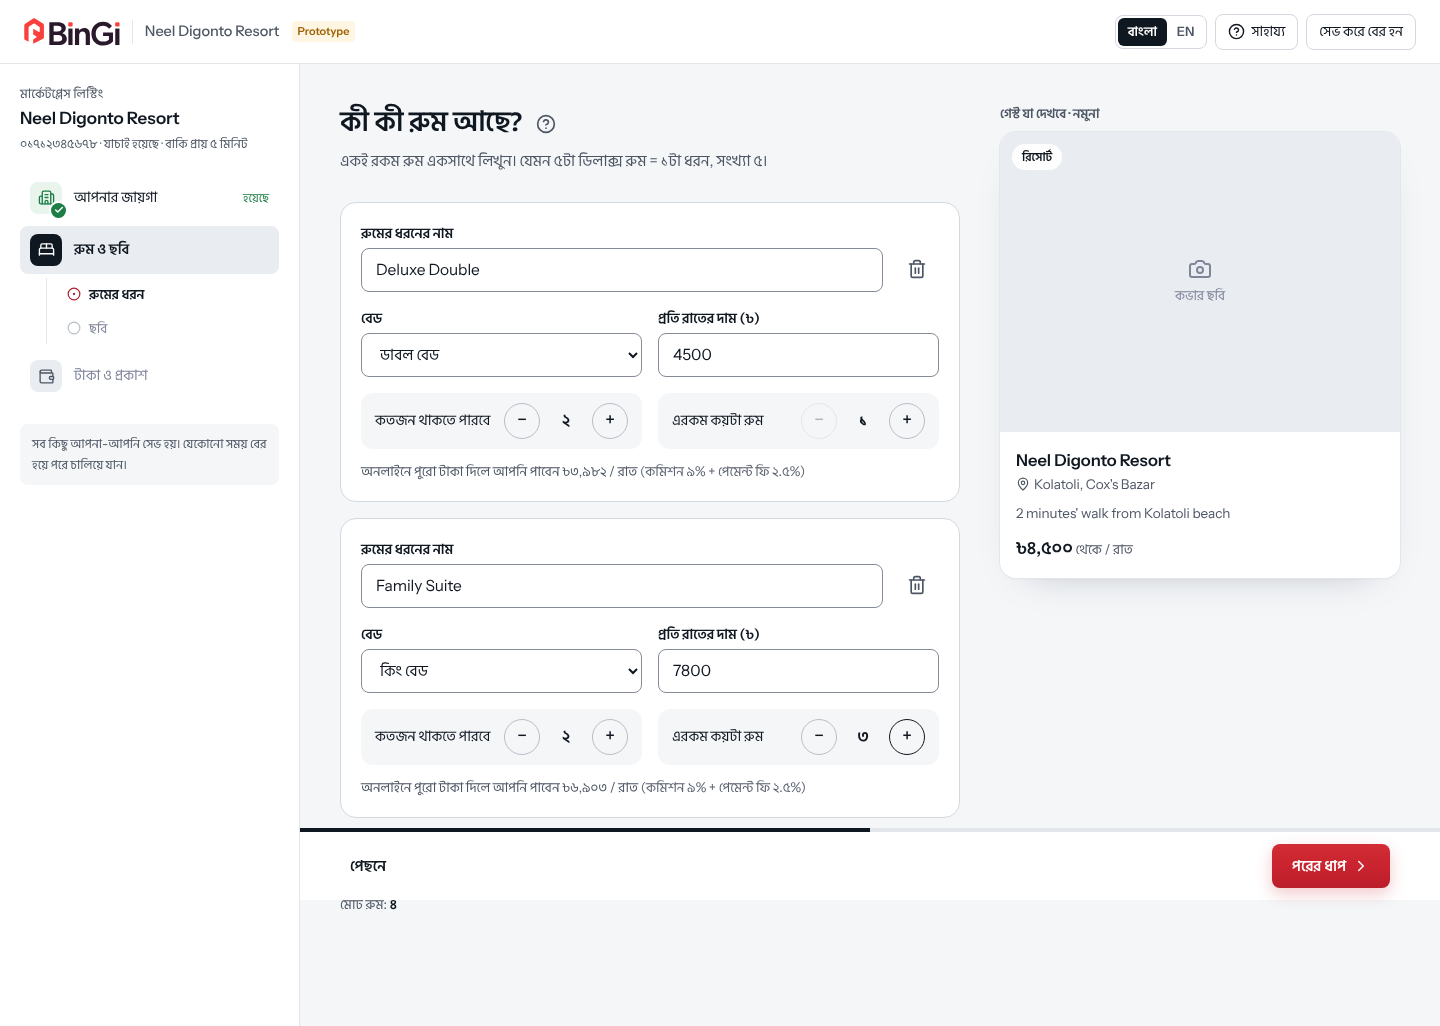 BinGi
Neel Digonto Resort
Prototype
বাংলা
EN
সাহায্য
সেভ করে বের হন
মার্কেটপ্লেস লিস্টিং
Neel Digonto Resort
০১৭১২৩৪৫৬৭৮ · যাচাই হয়েছে · বাকি প্রায় ৫ মিনিট
আপনার জায়গা
হয়েছে
রুম ও ছবি
রুমের ধরন
ছবি
টাকা ও প্রকাশ
সব কিছু আপনা-আপনি সেভ হয়। যেকোনো সময় বের
হয়ে পরে চালিয়ে যান।
কী কী রুম আছে?
একই রকম রুম একসাথে লিখুন। যেমন ৫টা ডিলাক্স রুম = ১টা ধরন, সংখ্যা ৫।
রুমের ধরনের নাম
Deluxe Double
বেড
প্রতি রাতের দাম (৳)
ডাবল বেড
4500
কতজন থাকতে পারবে − ২ +
এরকম কয়টা রুম − ১ +
অনলাইনে পুরো টাকা দিলে আপনি পাবেন ৳৩,৯৮২ / রাত (কমিশন ৯% + পেমেন্ট ফি ২.৫%)
রুমের ধরনের নাম
Family Suite
বেড
প্রতি রাতের দাম (৳)
কিং বেড
7800
কতজন থাকতে পারবে − ২ +
এরকম কয়টা রুম − ৩ +
অনলাইনে পুরো টাকা দিলে আপনি পাবেন ৳৬,৯০৩ / রাত (কমিশন ৯% + পেমেন্ট ফি ২.৫%)
গেস্ট যা দেখবে · নমুনা
রিসোর্ট
কভার ছবি
Neel Digonto Resort
Kolatoli, Cox's Bazar
2 minutes' walk from Kolatoli beach
৳৪,৫০০ থেকে / রাত
পেছনে
পরের ধাপ
মোট রুম: ৪